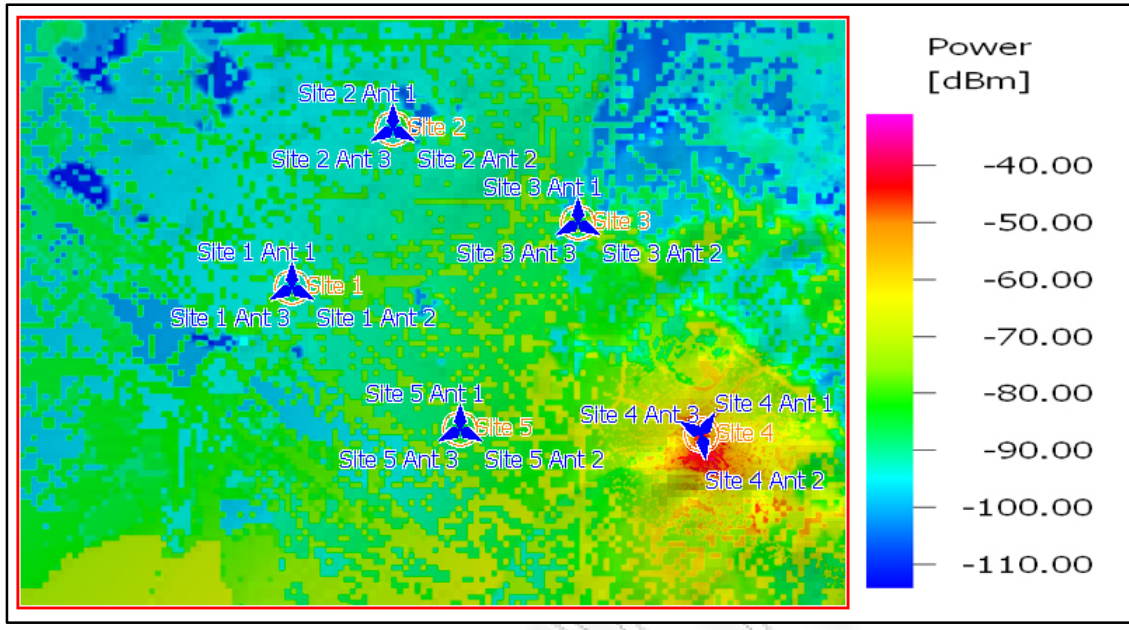 Power
[dBm]
-40.00
-50.00
-60.00
-70.00
-80.00
-90.00
-100.00
-110.00
Site 2 Ant 1
Site 2
Site 2 Ant 3
Site 2 Ant 2
Site 3 Ant 1
Site 3
Site 3 Ant 3
Site 3 Ant 2
Site 1 Ant 1
Site 1
Site 1 Ant 3
Site 1 Ant 2
Site 5 Ant 1
Site 5
Site 5 Ant 3
Site 5 Ant 2
Site 4 Ant 1
Site 4 Ant 3
Site 4
Site 4 Ant 2